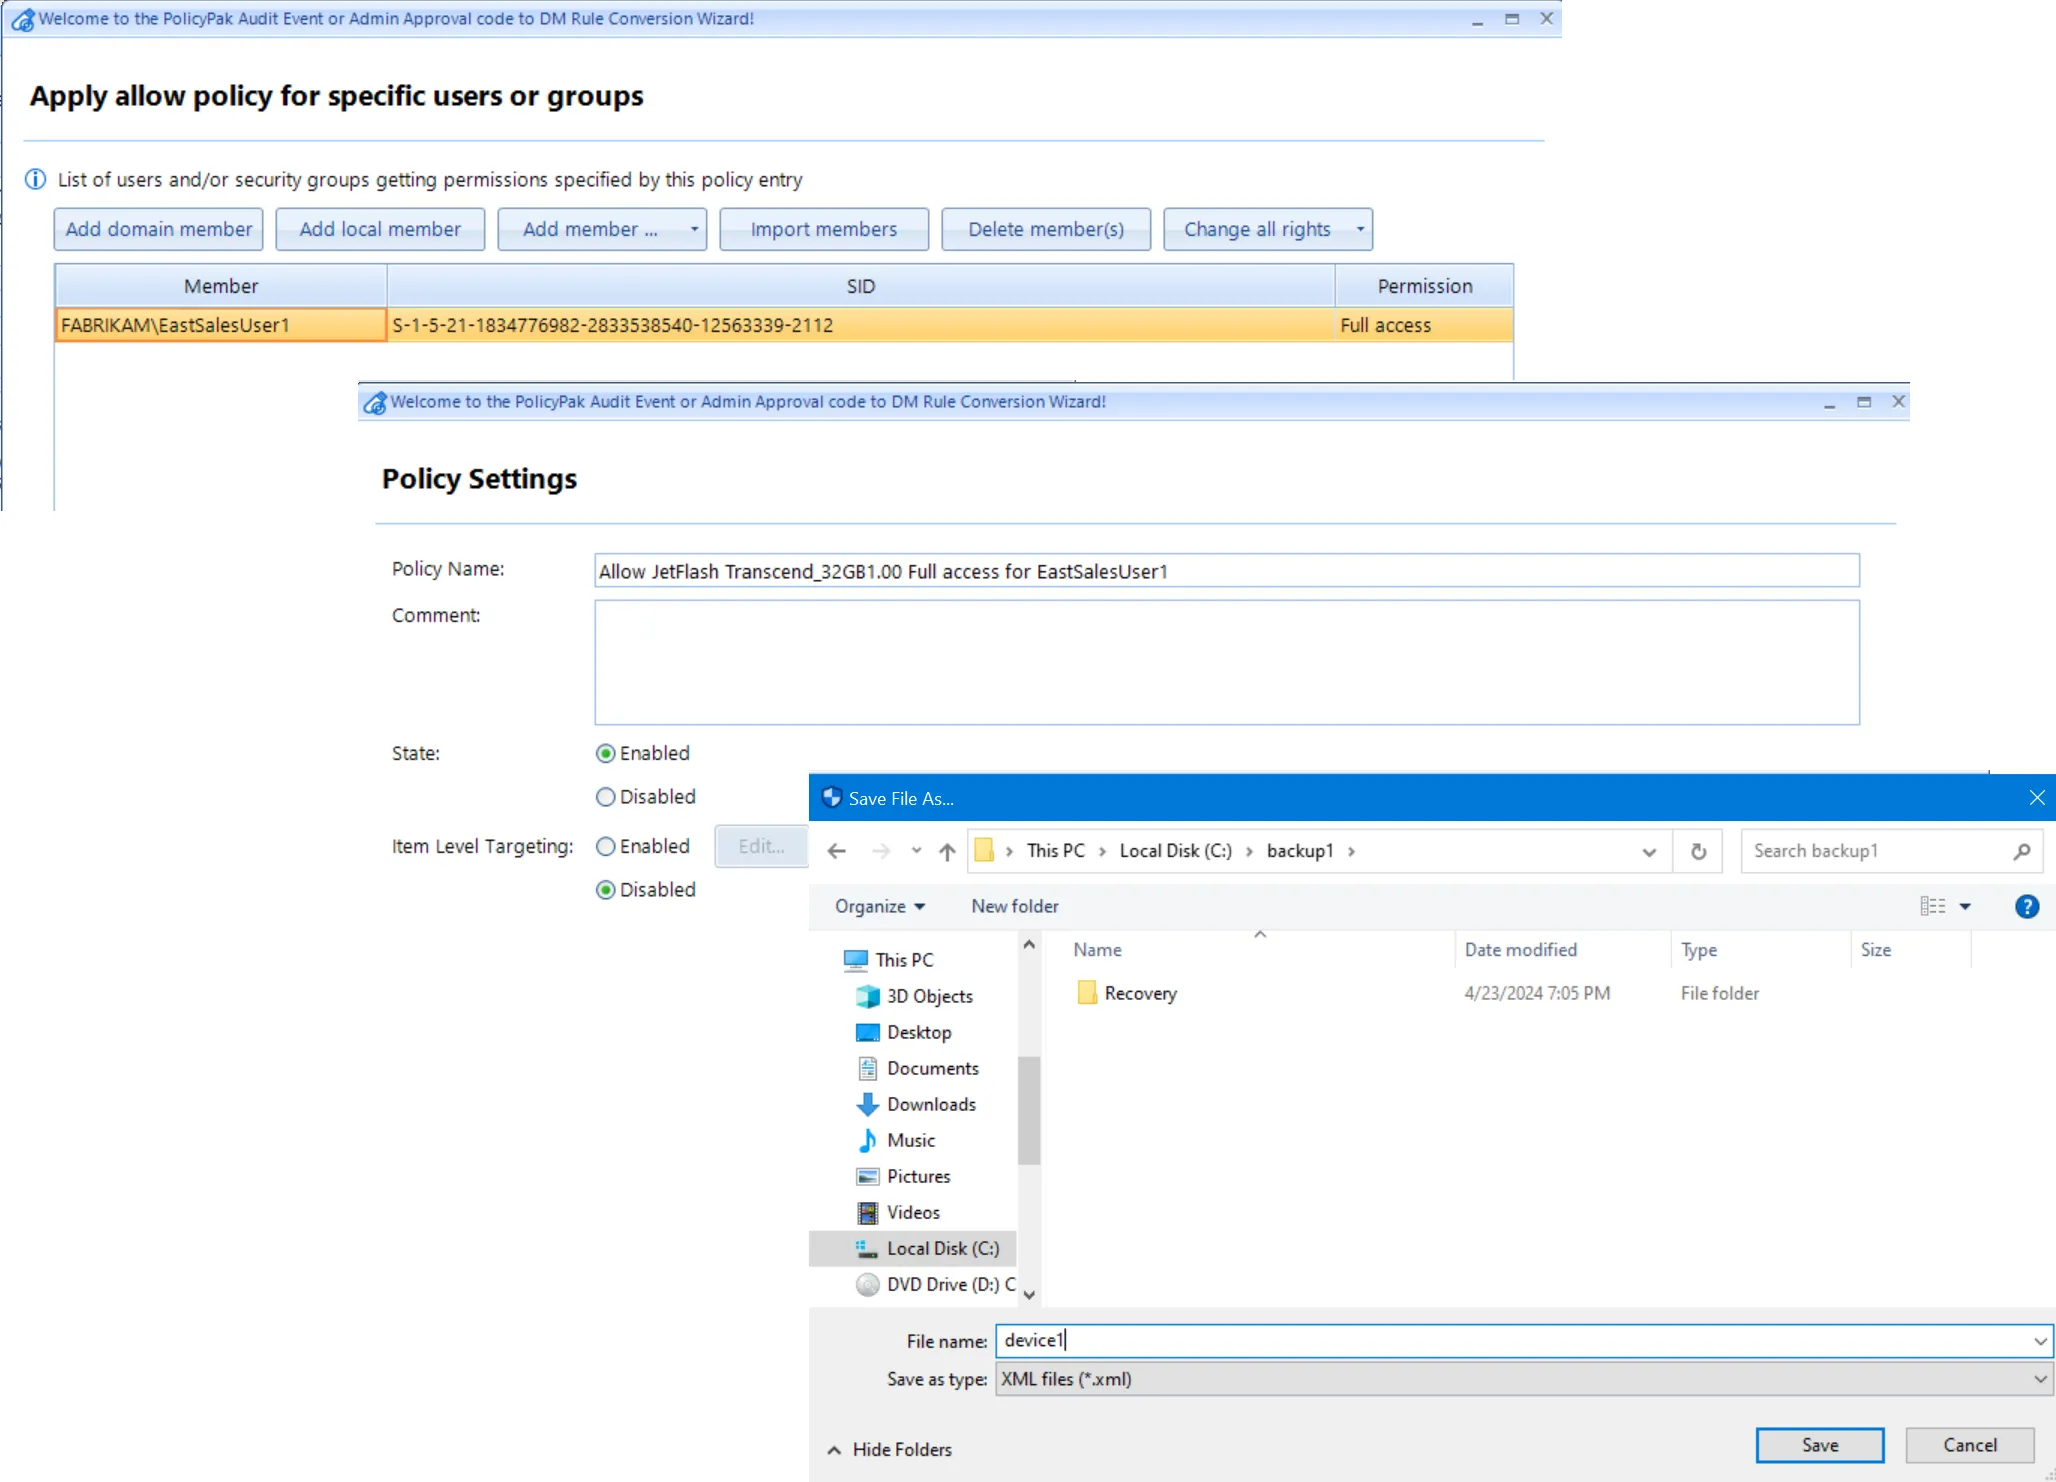 Welcome to the PolicyPak Audit Event or Admin Approval code to DM Rule Conversion Wizard!
Apply allow policy for specific users or groups
List of users and/or security groups getting permissions specified by this policy entry
Add domain member Add local member Add member ... Import members Delete member(s) Change all rights
Member SID Permission
FABRIKAM\EastSalesUser1 S-1-5-21-1834776982-2833538540-12563339-2112 Full access
Welcome to the PolicyPak Audit Event or Admin Approval code to DM Rule Conversion Wizard!
Policy Settings
Policy Name: Allow JetFlash Transcend_32GB1.00 Full access for EastSalesUser1
Comment:
State: Enabled
Disabled
Item Level Targeting: Enabled Edit...
Disabled
Save File As...
This PC Local Disk (C:) backup1 Search backup1
Organize New folder
Name Date modified Type Size
This PC
Recovery 4/23/2024 7:05 PM File folder
3D Objects
Desktop
Documents
Downloads
Music
Pictures
Videos
Local Disk (C:)
DVD Drive (D:) C
File name: device1
Save as type: XML files (*.xml)
Hide Folders Save Cancel